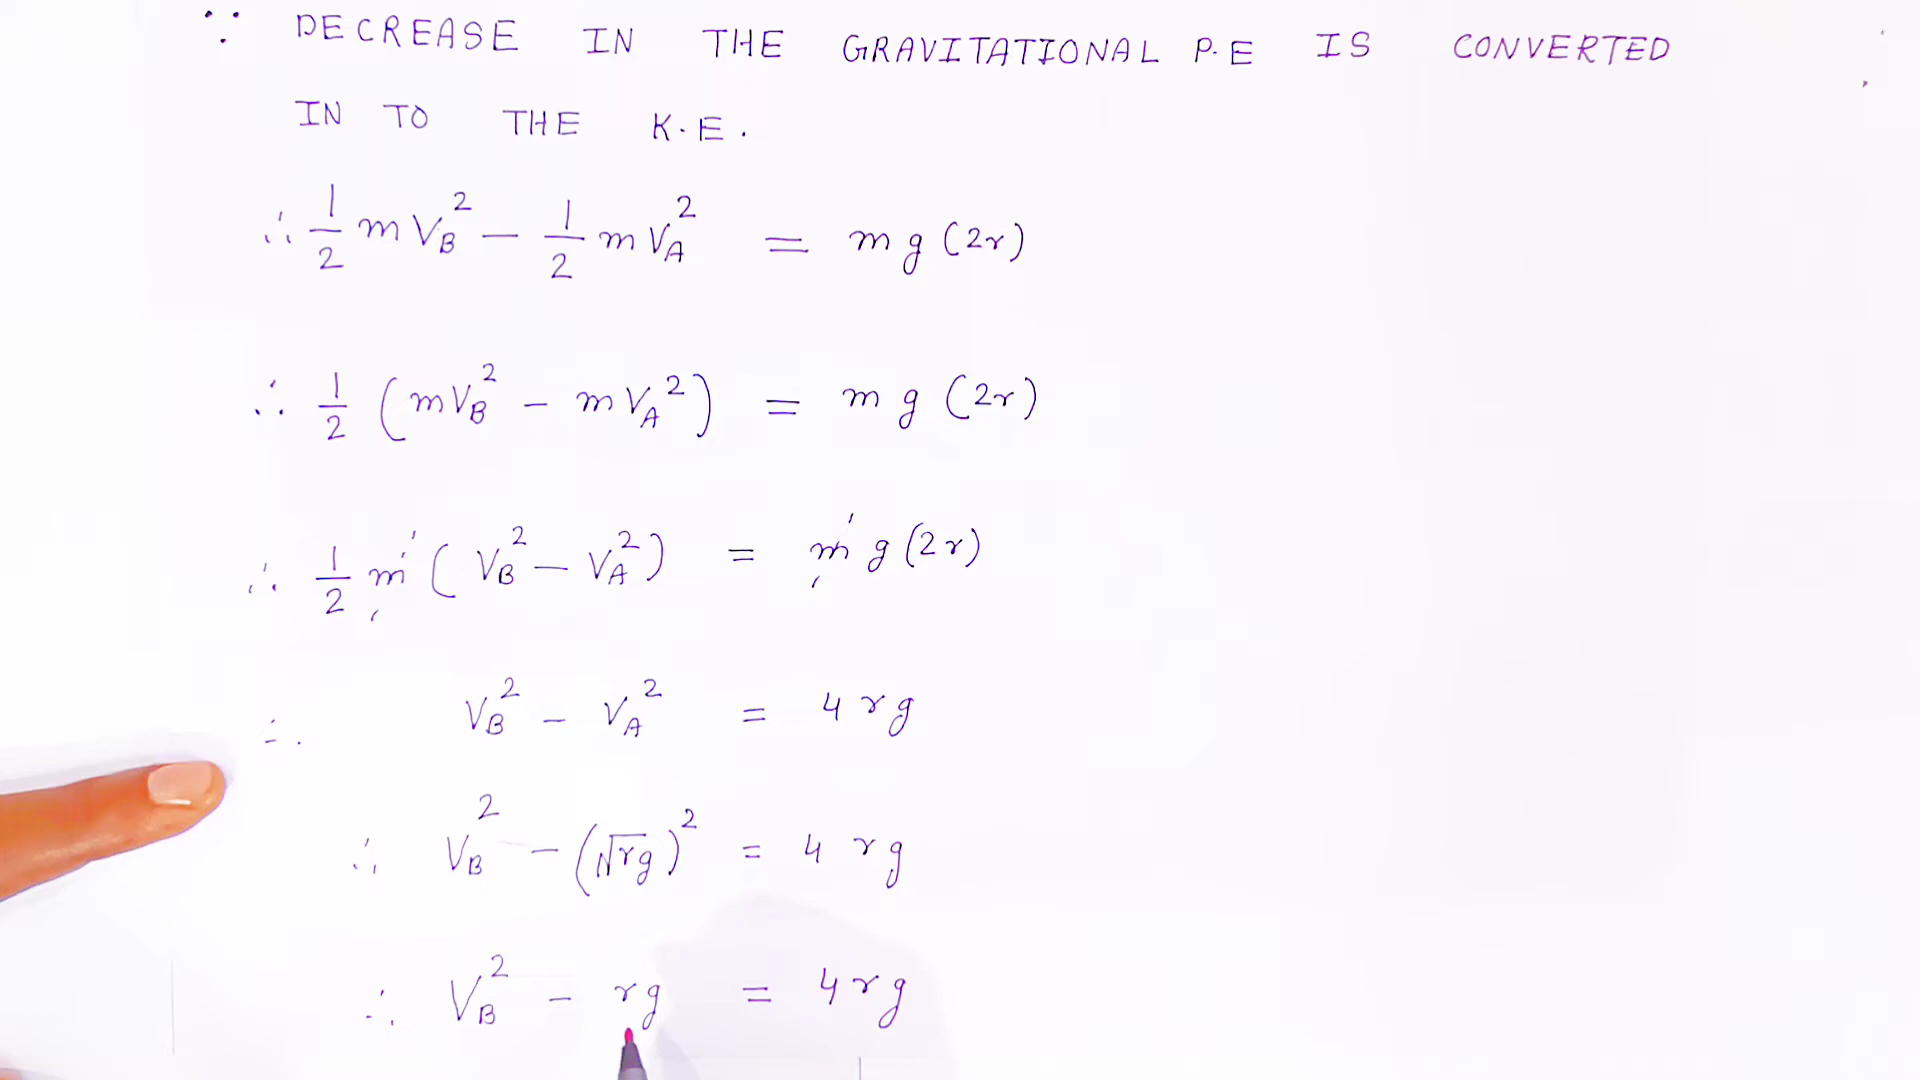 ∵ DECREASE IN THE GRAVITATIONAL P.E IS CONVERTED
IN TO THE K.E.
∴ 1/2 m V_B^2 - 1/2 m V_A^2 = m g (2r)
∴ 1/2 (m V_B^2 - m V_A^2) = m g (2r)
∴ 1/2 m (V_B^2 - V_A^2) = m g (2r)
∴ V_B^2 - V_A^2 = 4 r g
∴ V_B^2 - (√rg)^2 = 4 r g
∴ V_B^2 - r g = 4 r g